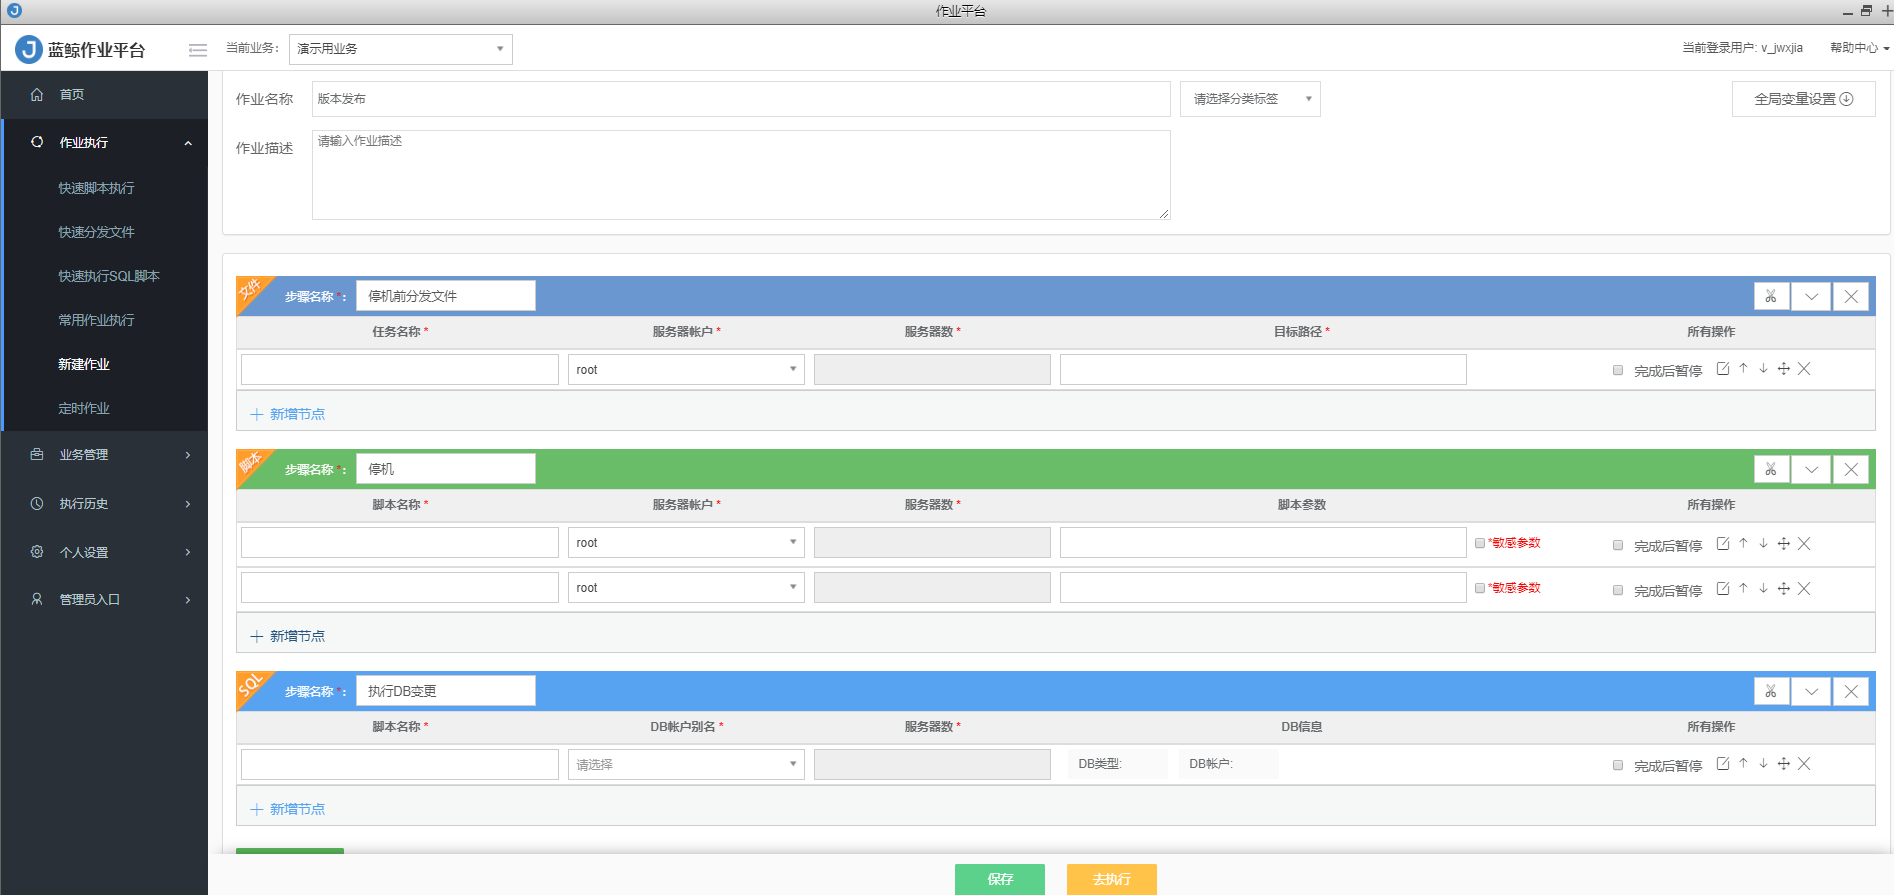 作业平台
蓝鲸作业平台 当前业务: 演示用业务 当前登录用户: v_jwxjia 帮助中心
首页
作业执行
快速脚本执行
快速分发文件
快速执行SQL脚本
常用作业执行
新建作业
定时作业
业务管理
执行历史
个人设置
管理员入口
作业名称 版本发布 请选择分类标签 全局变量设置
作业描述 请输入作业描述
文件 步骤名称*: 停机前分发文件
任务名称* 服务器帐户* 服务器数* 目标路径* 所有操作
root 完成后暂停
新增节点
脚本 步骤名称*: 停机
脚本名称* 服务器帐户* 服务器数* 脚本参数 所有操作
root *敏感参数 完成后暂停
root *敏感参数 完成后暂停
新增节点
SQL 步骤名称*: 执行DB变更
脚本名称* DB帐户别名* 服务器数* DB信息 所有操作
请选择 DB类型: DB帐户: 完成后暂停
新增节点
保存 去执行